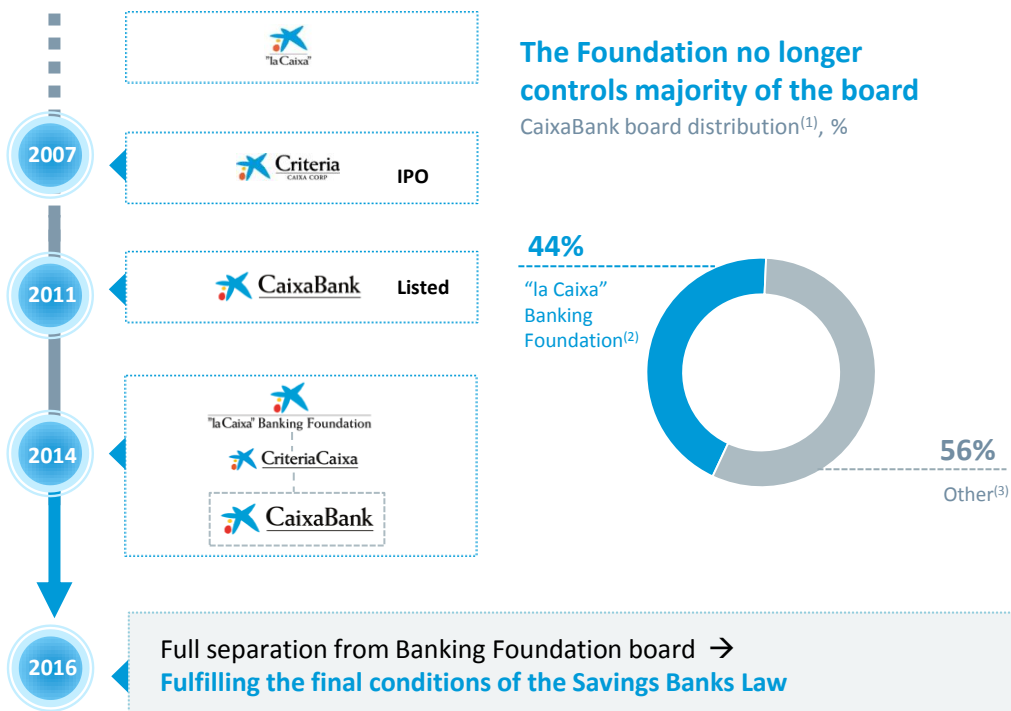 "la Caixa"
The Foundation no longer
controls majority of the board
CaixaBank board distribution(1), %
2007
Criteria
CAIXA CORP
IPO
2011
CaixaBank
Listed
44%
"la Caixa"
Banking
Foundation(2)
56%
Other(3)
2014
"la Caixa" Banking Foundation
CriteriaCaixa
CaixaBank
2016
Full separation from Banking Foundation board →
Fulfilling the final conditions of the Savings Banks Law